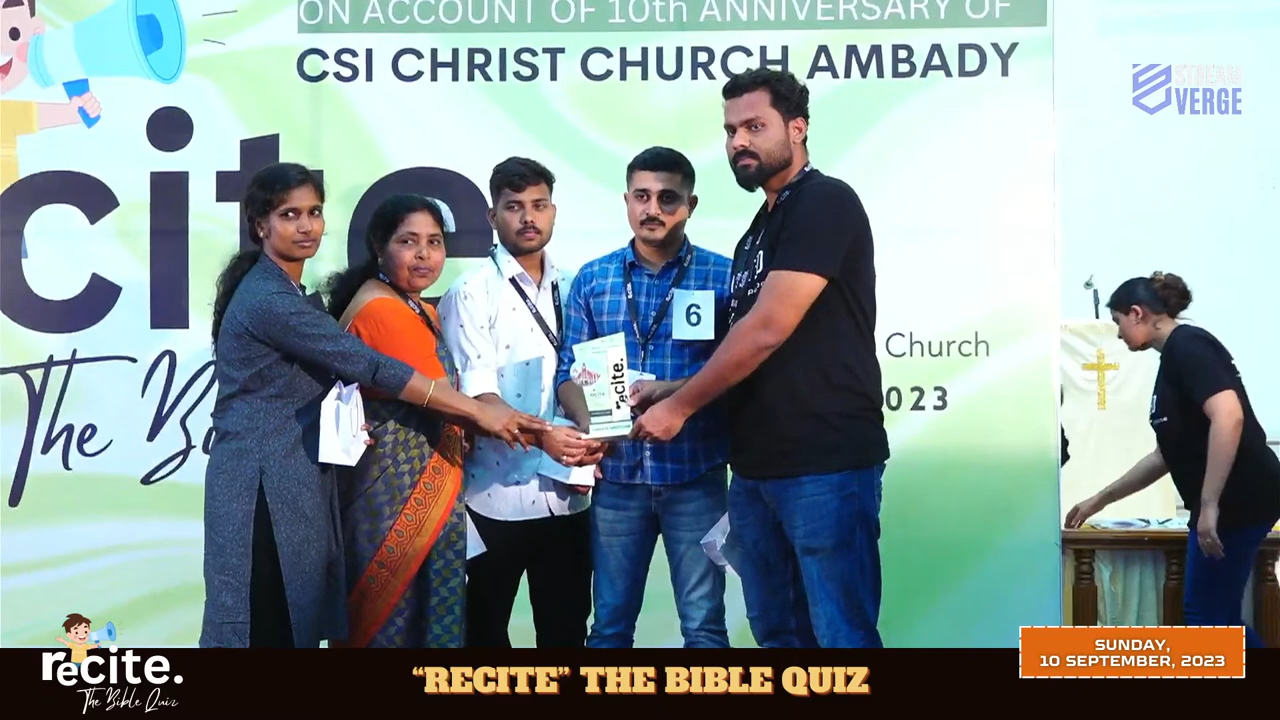 ON ACCOUNT OF 10th ANNIVERSARY OF
CSI CHRIST CHURCH AMBADY
STREAM
VERGE
cite
The
Church
2023
6
recite.
recite.
The Bible Quiz
"RECITE" THE BIBLE QUIZ
SUNDAY,
10 SEPTEMBER, 2023